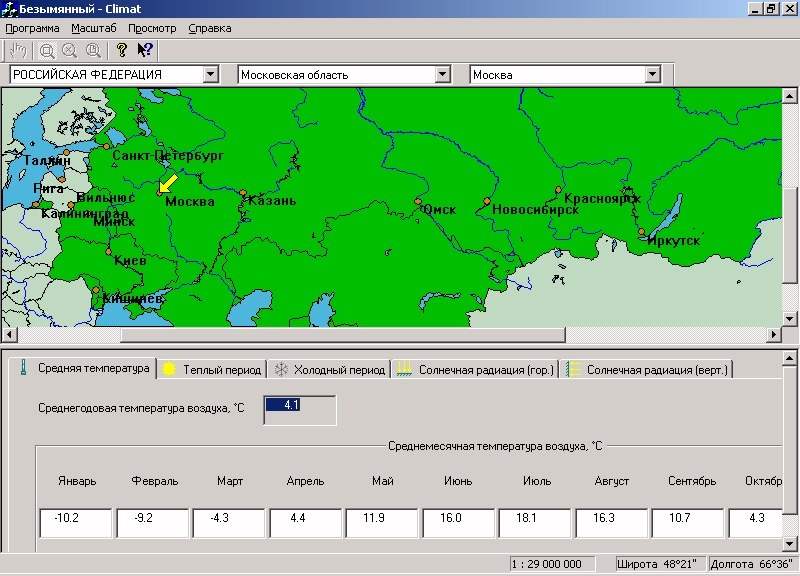 Безымянный - Climat
Программа Масштаб Просмотр Справка
РОССИЙСКАЯ ФЕДЕРАЦИЯ Московская область Москва
Таллин Санкт-Петербург
Рига
Вильнюс Москва Казань Омск Новосибирск Красноярск
Калининград
Минск
Иркутск
Киев
Кишинев
Средняя температура Теплый период Холодный период Солнечная радиация (гор.) Солнечная радиация (верт.)
Среднегодовая температура воздуха, °C 4.1
Среднемесячная температура воздуха, °C
Январь Февраль Март Апрель Май Июнь Июль Август Сентябрь Октябр
-10.2 -9.2 -4.3 4.4 11.9 16.0 18.1 16.3 10.7 4.3
1 : 29 000 000 Широта 48°21" Долгота 66°36"